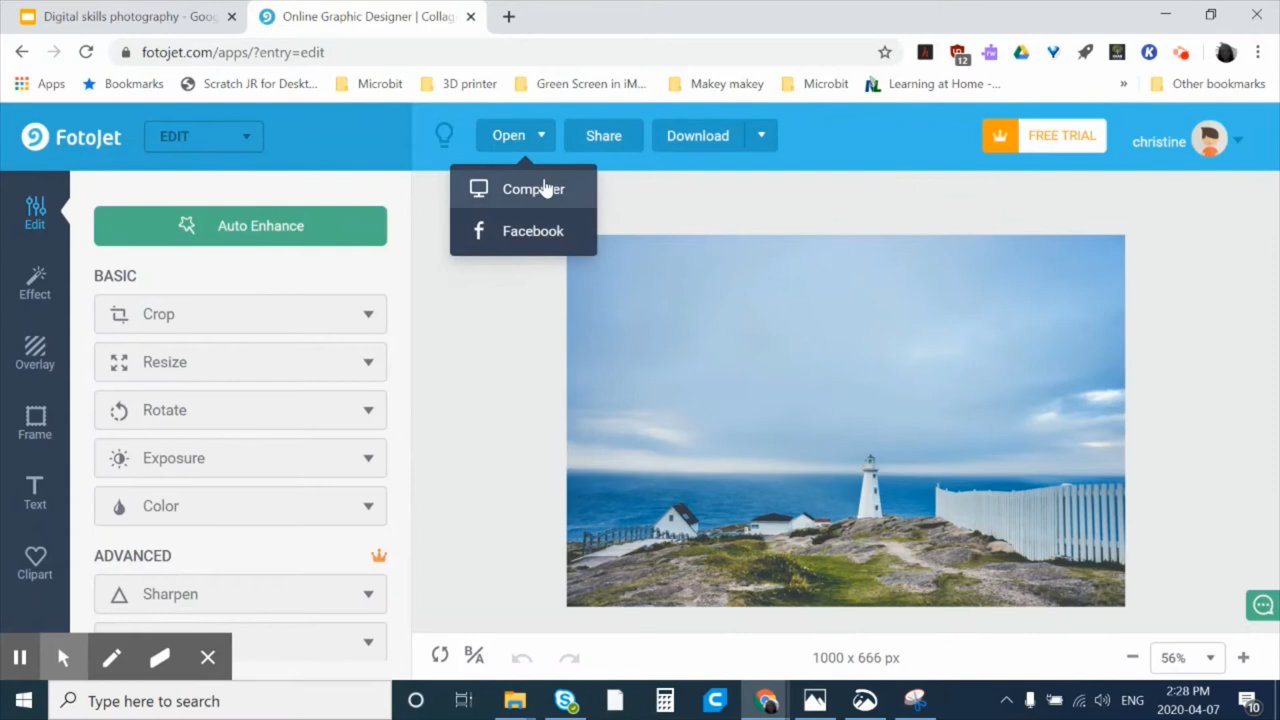 Digital skills photography - Goo
Online Graphic Designer | Collag
fotojet.com/apps/?entry=edit
12
Apps
Bookmarks
Scratch JR for Deskt...
Microbit
3D printer
Green Screen in iM...
Makey makey
Microbit
Learning at Home -...
»
Other bookmarks
FotoJet
EDIT
Open
Share
Download
FREE TRIAL
christine
Computer
Facebook
Edit
Effect
Overlay
Frame
Text
Clipart
Auto Enhance
BASIC
Crop
Resize
Rotate
Exposure
Color
ADVANCED
Sharpen
B/A
1000 x 666 px
56%
Type here to search
ENG
2:28 PM
2020-04-07
10